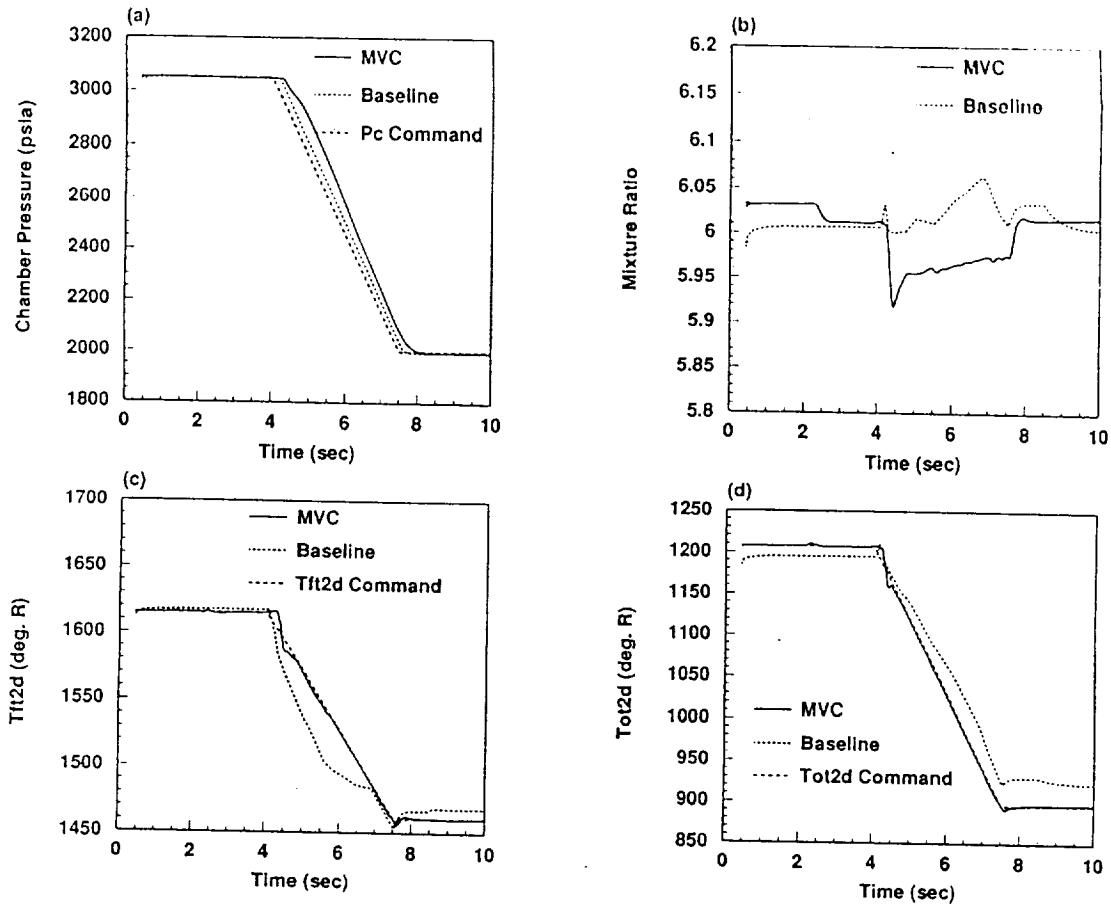 (a)
3200
3000
2800
2600
2400
2200
2000
1800
Chamber Pressure (psia)
MVC
Baseline
Pc Command
0 2 4 6 8 10
Time (sec)
(b)
6.2
6.15
6.1
6.05
6
5.95
5.9
5.85
5.8
Mixture Ratio
MVC
Baseline
0 2 4 6 8 10
Time (sec)
(c)
1700
1650
1600
1550
1500
1450
Tft2d (deg. R)
MVC
Baseline
Tft2d Command
0 2 4 6 8 10
Time (sec)
(d)
1250
1200
1150
1100
1050
1000
950
900
850
Tot2d (deg. R)
MVC
Baseline
Tot2d Command
0 2 4 6 8 10
Time (sec)